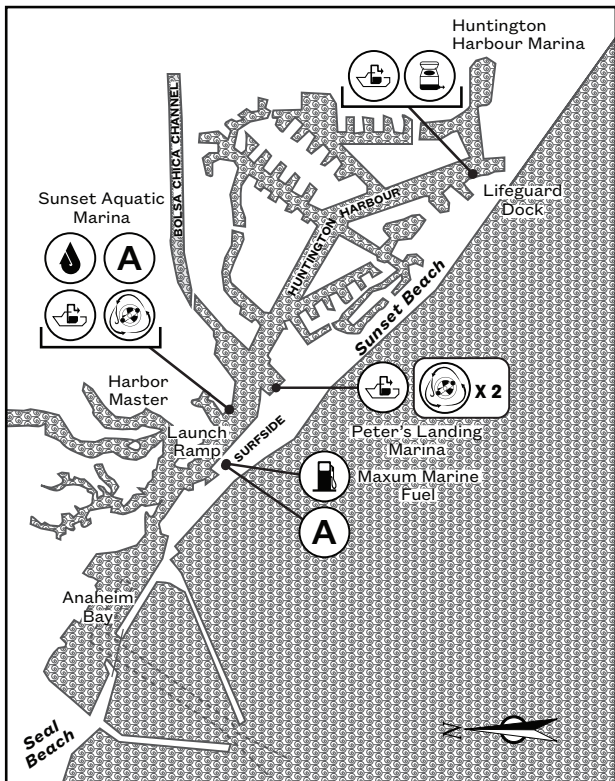 Huntington
Harbour Marina
BOLSA CHICA CHANNEL
Sunset Aquatic
Marina
A
HUNTINGTON HARBOUR
Lifeguard
Dock
Sunset Beach
Harbor
Master
X 2
Launch
Ramp
SURFSIDE
Peter's Landing
Marina
Maxum Marine
Fuel
A
Anaheim
Bay
Seal
Beach
N